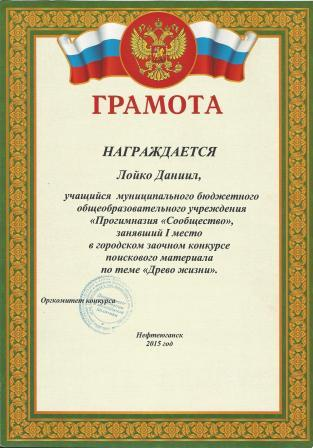 ГРАМОТА
НАГРАЖДАЕТСЯ
Лойко Даниил,
учащийся муниципального бюджетного
общеобразовательного учреждения
«Прогимназия «Сообщество»,
занявший I место
в городском заочном конкурсе
поискового материала
по теме «Древо жизни».
Оргкомитет конкурса
Нефтеюганск
2015 год